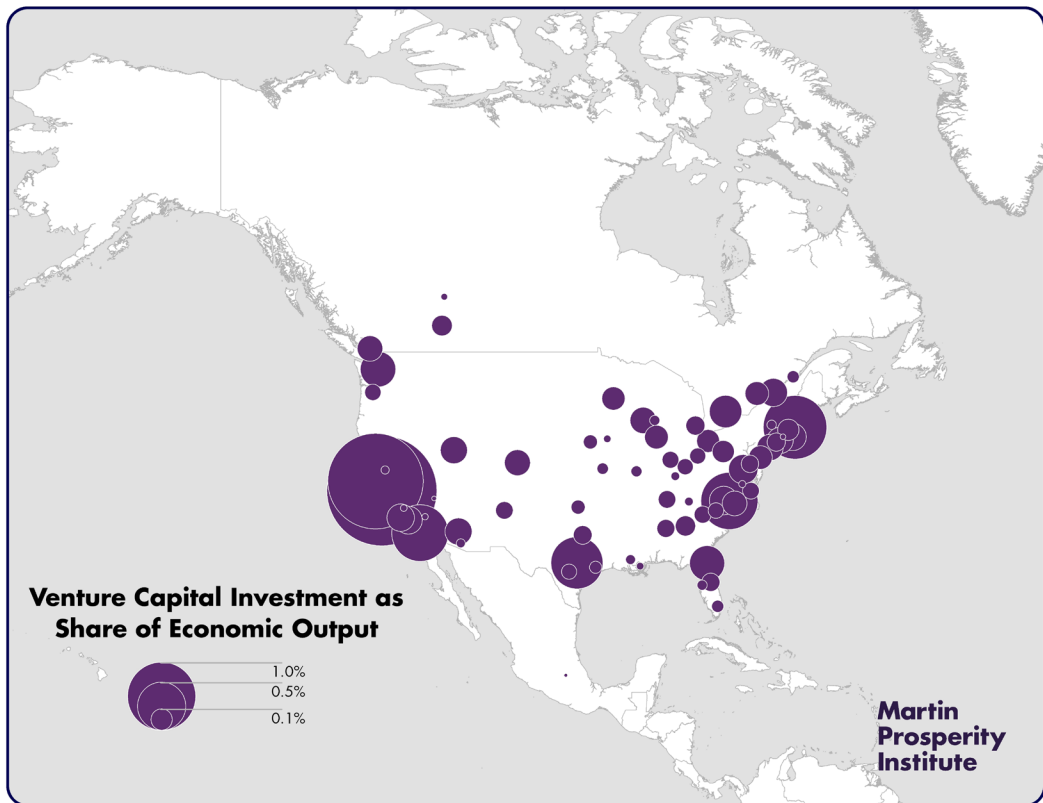 Venture Capital Investment as
Share of Economic Output
1.0%
0.5%
0.1%
Martin
Prosperity
Institute